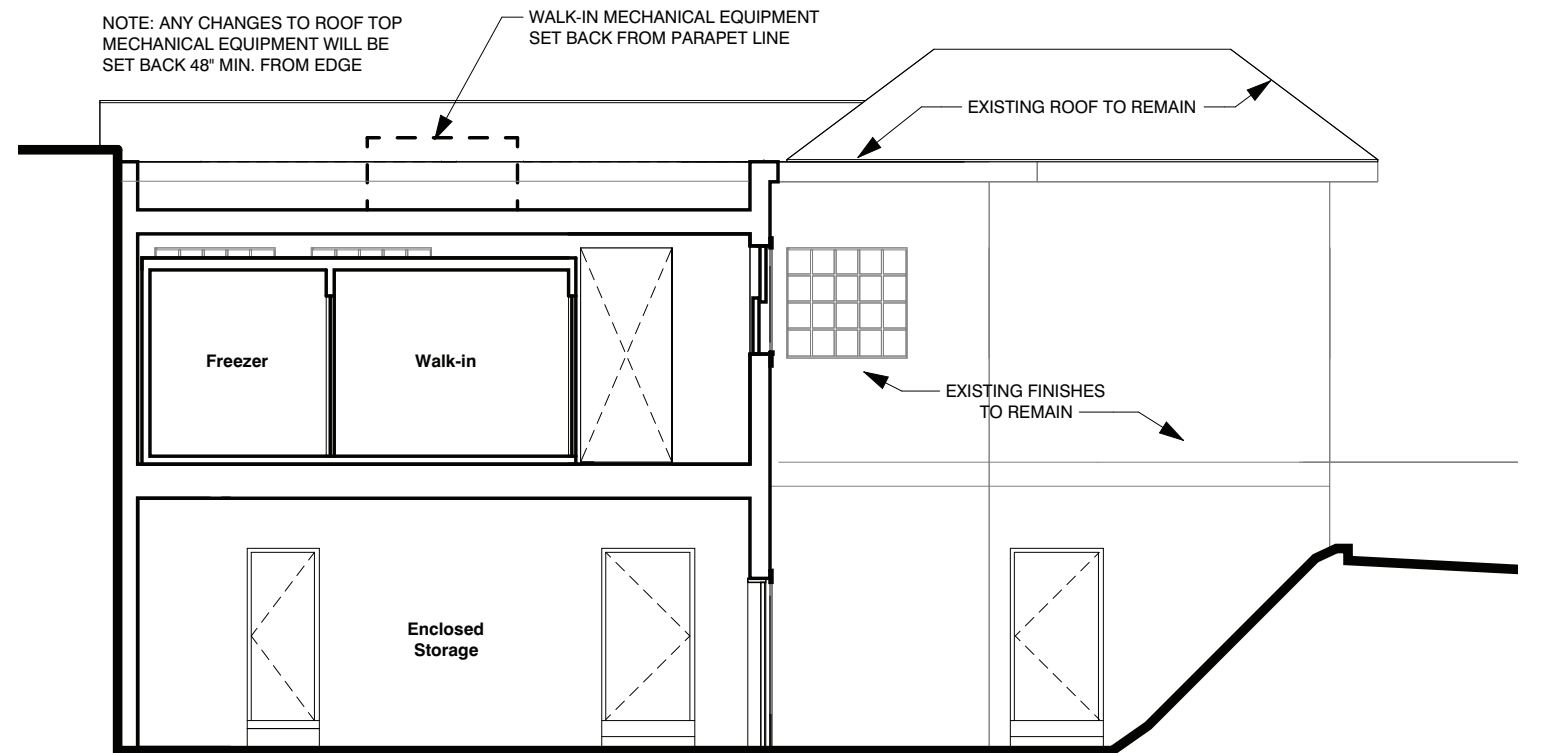 NOTE: ANY CHANGES TO ROOF TOP
MECHANICAL EQUIPMENT WILL BE
SET BACK 48" MIN. FROM EDGE
WALK-IN MECHANICAL EQUIPMENT
SET BACK FROM PARAPET LINE
EXISTING ROOF TO REMAIN
Freezer
Walk-in
EXISTING FINISHES
TO REMAIN
Enclosed
Storage